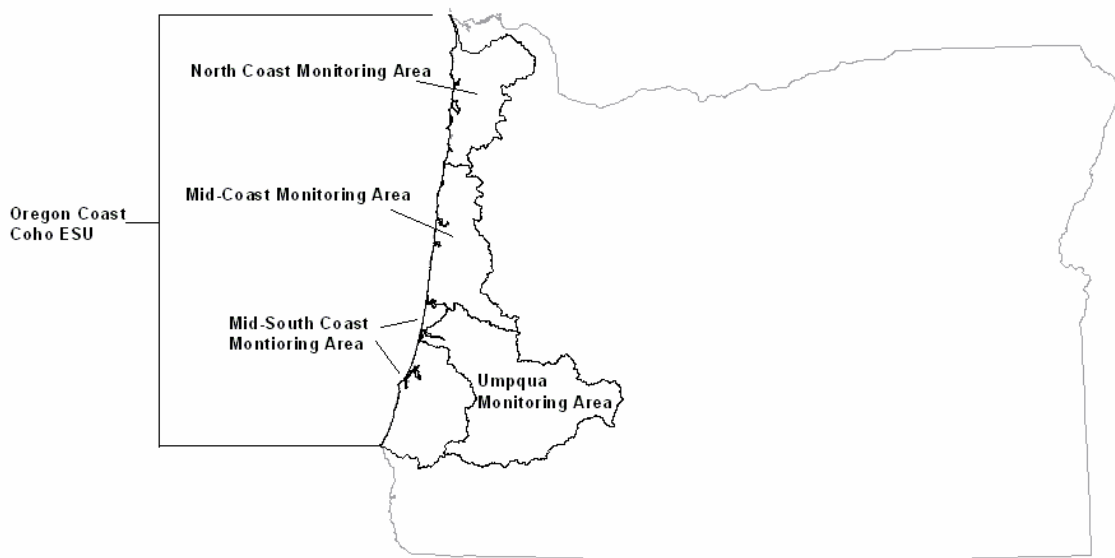 North Coast Monitoring Area
Mid-Coast Monitoring Area
Oregon Coast
Coho ESU
Mid-South Coast
Montioring Area
Umpqua
Monitoring Area